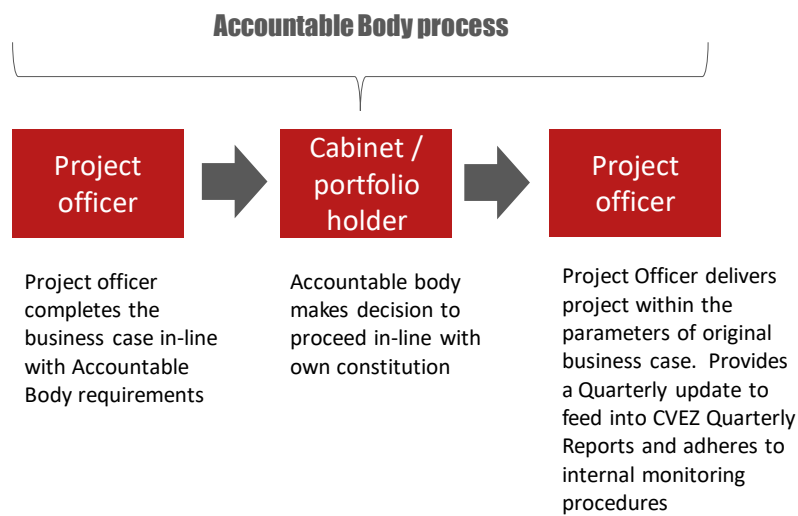 Accountable Body process
Project
officer
Cabinet /
portfolio
holder
Project
officer
Project officer
completes the
business case in-line
with Accountable
Body requirements
Accountable body
makes decision to
proceed in-line with
own constitution
Project Officer delivers
project within the
parameters of original
business case.  Provides
a Quarterly update to
feed into CVEZ Quarterly
Reports and adheres to
internal monitoring
procedures